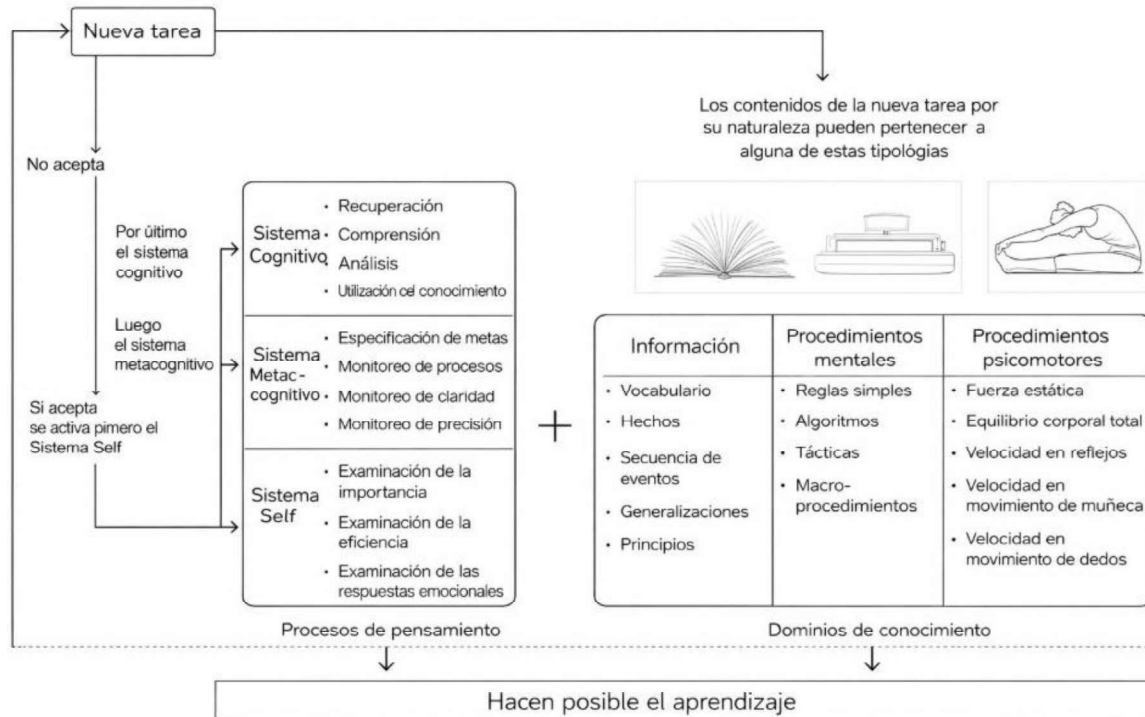 Nueva tarea
Los contenidos de la nueva tarea por
su naturaleza pueden pertenecer a
alguna de estas tipológias
No acepta
Por último
el sistema
cognitivo
Luego
el sistema
metacognitivo
Si acepta
se activa pimero el
Sistema Self
Sistema
Cognitivo
· Recuperación
· Comprensión
· Análisis
· Utilización cel conocimiento
Sistema
Metac-
cognitivo
· Especificación de metas
· Monitoreo de procesos
· Monitoreo de claridad
· Monitoreo de precisión
Sistema
Self
· Examinación de la
importancia
· Examinación de la
eficiencia
· Examinación de las
respuestas emocionales
+
Información
· Vocabulario
· Hechos
· Secuencia de
eventos
· Generalizaciones
· Principios
Procedimientos
mentales
· Reglas simples
· Algoritmos
· Tácticas
· Macro-
procedimientos
Procedimientos
psicomotores
· Fuerza estática
· Equilibrio corporal total
· Velocidad en reflejos
· Velocidad en
movimiento de muñeca
· Velocidad en
movimiento de dedos
Procesos de pensamiento
Dominios de conocimiento
Hacen posible el aprendizaje